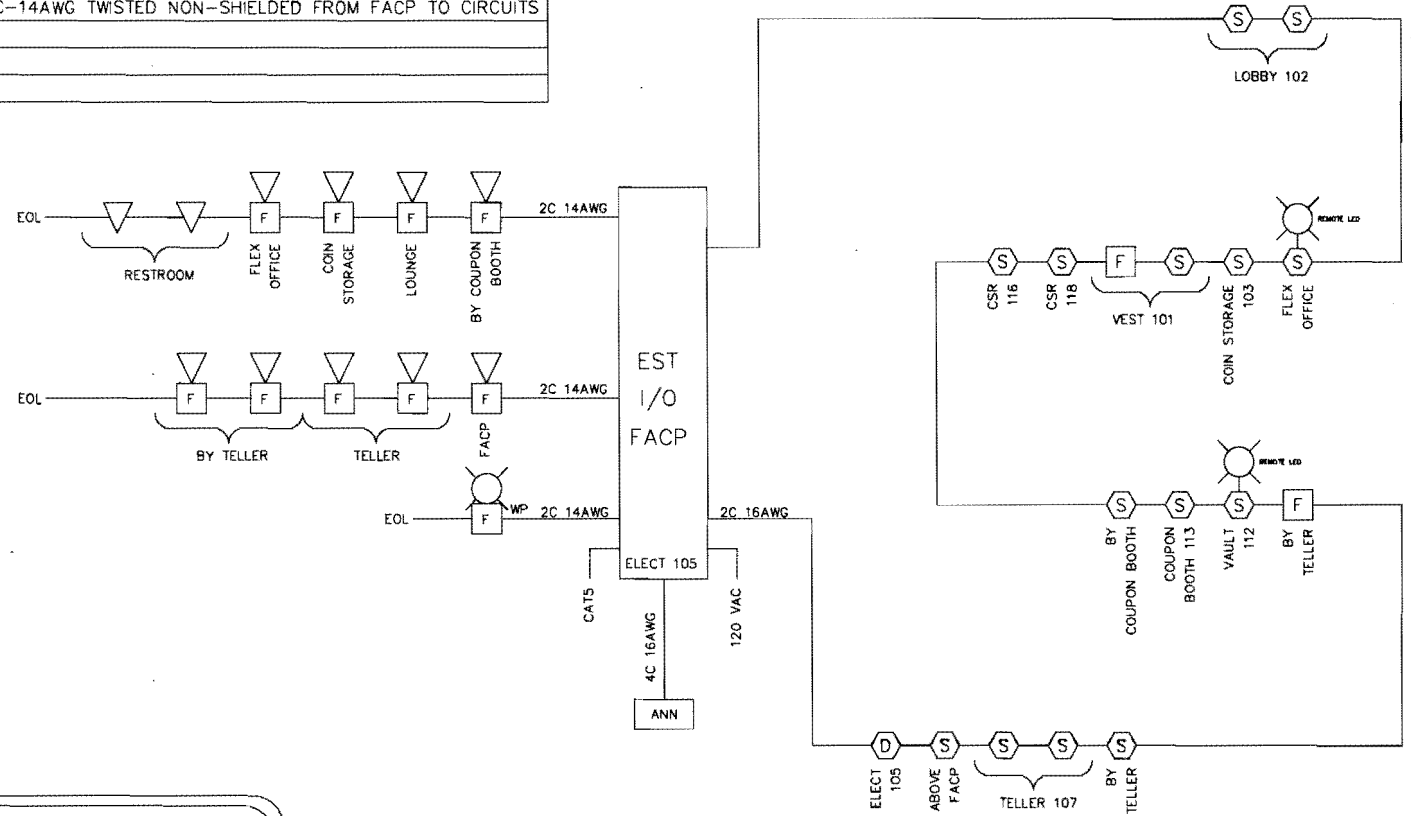 C-14AWG TWISTED NON-SHIELDED FROM FACP TO CIRCUITS
S S
LOBBY 102
EOL
F F F F
2C 14AWG
RESTROOM
FLEX OFFICE
COIN STORAGE
LOUNGE
BY COUPON BOOTH
REMOTE LED
S S F S S S
CSR 116
CSR 118
VEST 101
COIN STORAGE 103
FLEX OFFICE
EST
I/O
FACP
EOL
F F F F F
2C 14AWG
BY TELLER
TELLER
FACP
EOL
F
WP
2C 14AWG
2C 16AWG
ELECT 105
CAT5
120 VAC
4C 16AWG
ANN
REMOTE LED
S S S F
BY COUPON BOOTH
COUPON BOOTH 113
VAULT 112
BY TELLER
D S S S S
ELECT 105
ABOVE FACP
TELLER 107
BY TELLER